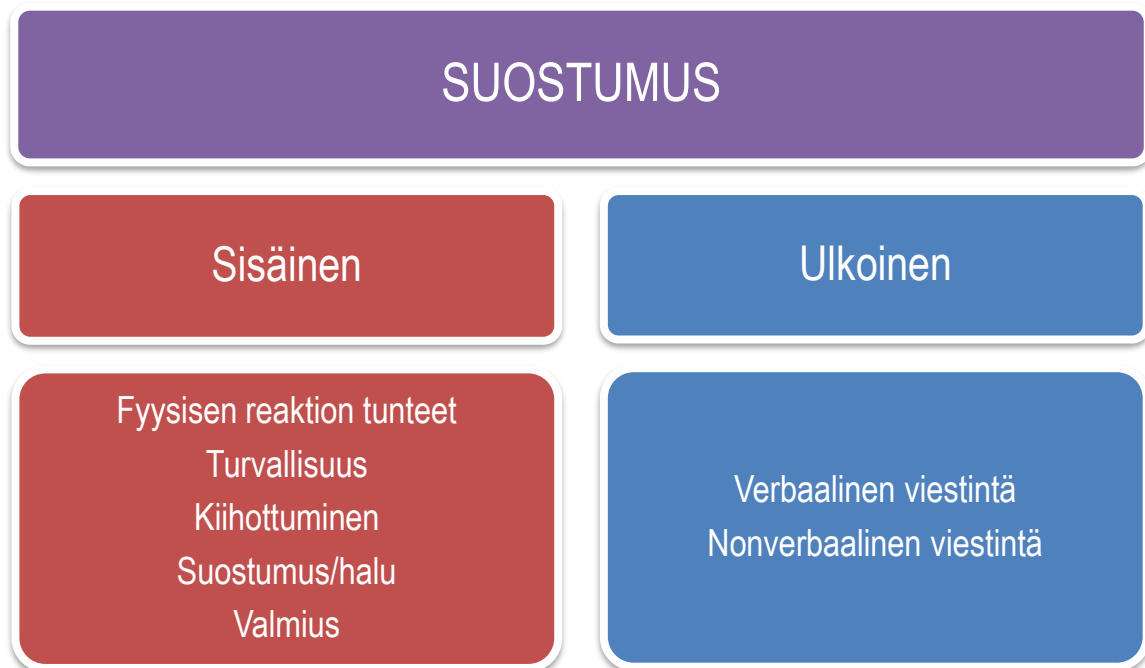 SUOSTUMUS
Sisäinen
Ulkoinen
Fyysisen reaktion tunteet
Turvallisuus
Kiihottuminen
Suostumus/halu
Valmius
Verbaalinen viestintä
Nonverbaalinen viestintä